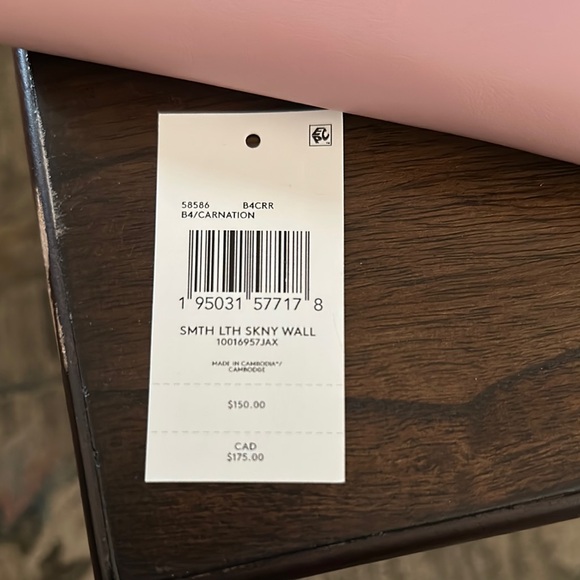 58586 B4CRR
B4/CARNATION
1 95031 57717 8
SMTH LTH SKNY WALL
10016957JAX
MADE IN CAMBODIA*/
CAMBODGE
$150.00
CAD
$175.00